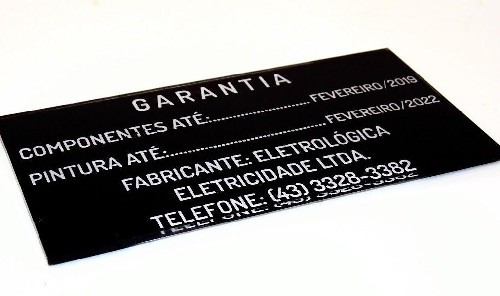 GARANTIA
COMPONENTES ATÉ..........................FEVEREIRO/2019
PINTURA ATÉ..................................FEVEREIRO/2022
FABRICANTE: ELETROLÓGICA
ELETRICIDADE LTDA.
TELEFONE: (43) 3328-3382